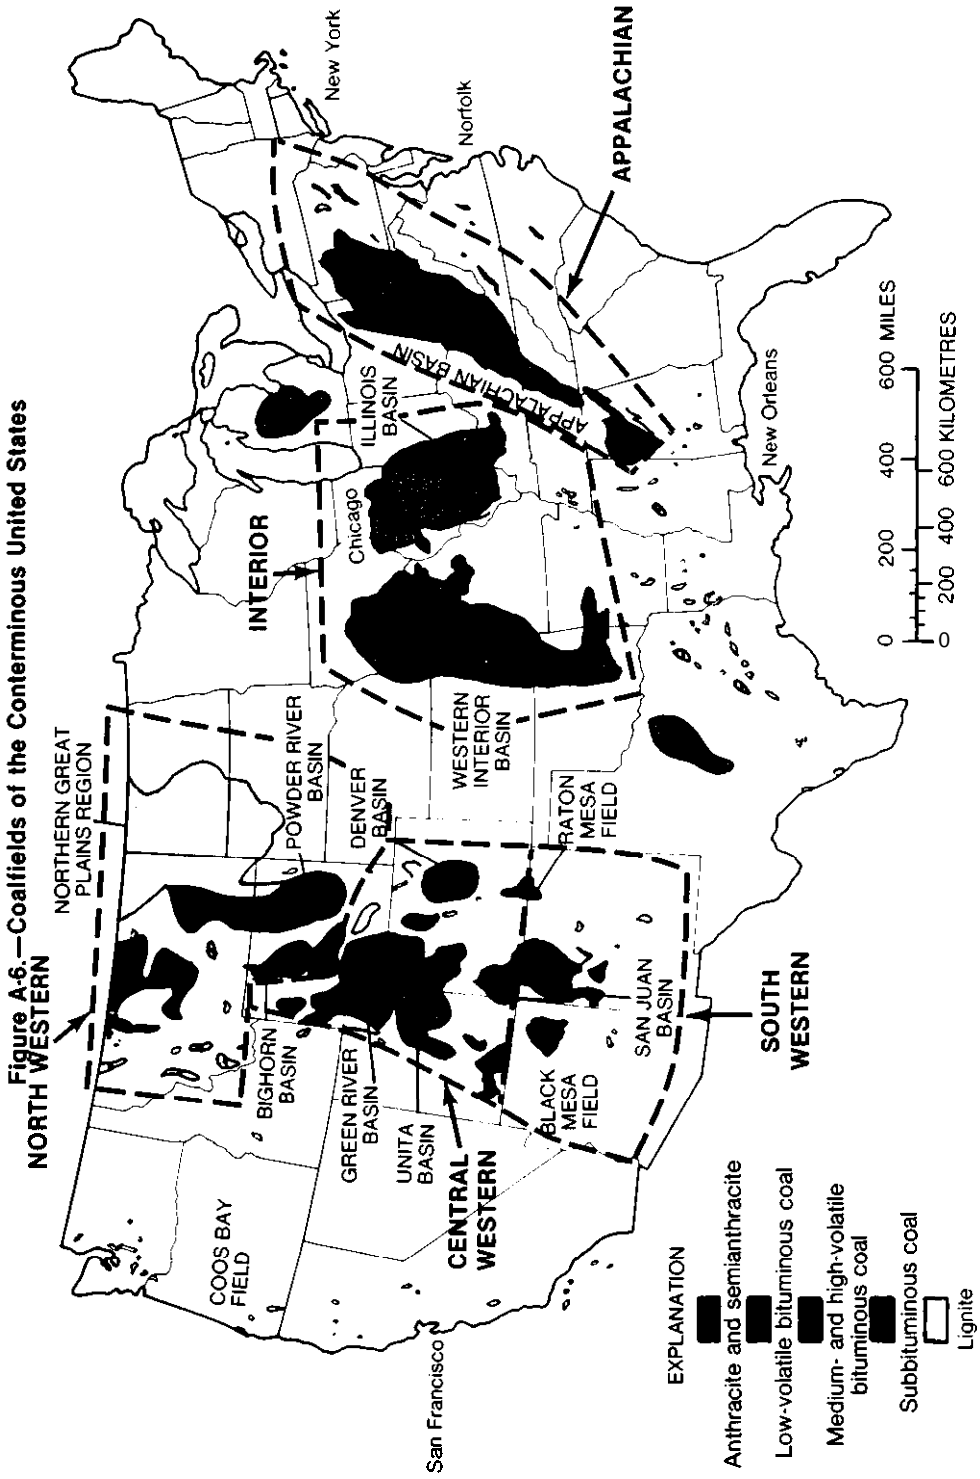 Figure A-6.—Coalfields of the Conterminous United States
NORTH WESTERN
NORTHERN GREAT
PLAINS REGION
INTERIOR
POWDER RIVER
BASIN
BIGHORN
BASIN
DENVER
BASIN
Chicago
ILLINOIS
BASIN
New York
COOS BAY
FIELD
GREEN RIVER
BASIN
UNITA
BASIN
CENTRAL
WESTERN
WESTERN
INTERIOR
BASIN
APPALACHIAN BASIN
Nortolk
San Francisco
BLACK
MESA
FIELD
RATON
MESA
FIELD
SAN JUAN
BASIN
APPALACHIAN
SOUTH
WESTERN
New Orleans
EXPLANATION
Anthracite and semianthracite
Low-volatile bituminous coal
Medium- and high-volatile
bituminous coal
Subbituminous coal
Lignite
0 200 400 600 MILES
0 200 400 600 KILOMETRES